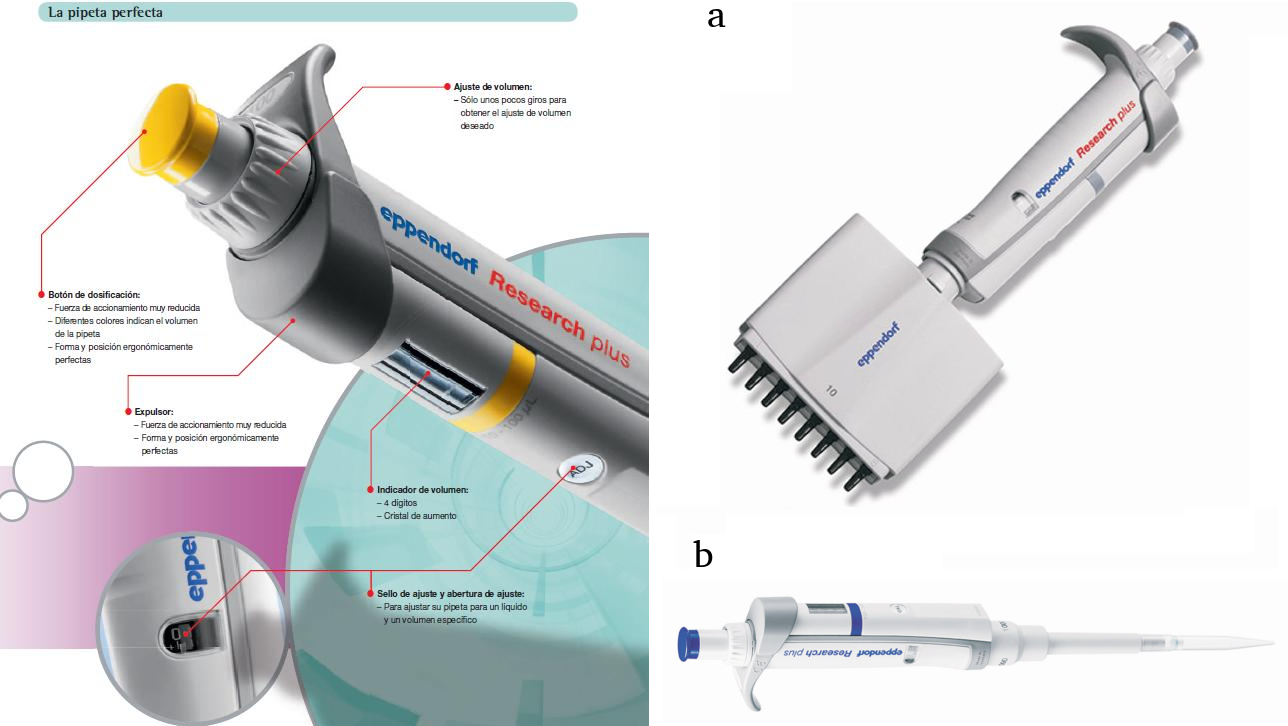 La pipeta perfecta
Ajuste de volumen:
– Sólo unos pocos giros para
obtener el ajuste de volumen
deseado
Botón de dosificación:
– Fuerza de accionamiento muy reducida
– Diferentes colores indican el volumen
de la pipeta
– Forma y posición ergonómicamente
perfectas
Expulsor:
– Fuerza de accionamiento muy reducida
– Forma y posición ergonómicamente
perfectas
eppendorf Research plus
ADJ
Indicador de volumen:
– 4 dígitos
– Cristal de aumento
Sello de ajuste y abertura de ajuste:
– Para ajustar su pipeta para un líquido
y un volumen específico
eppe
a
eppendorf Research plus
eppendorf
10
b
eppendorf Research plus